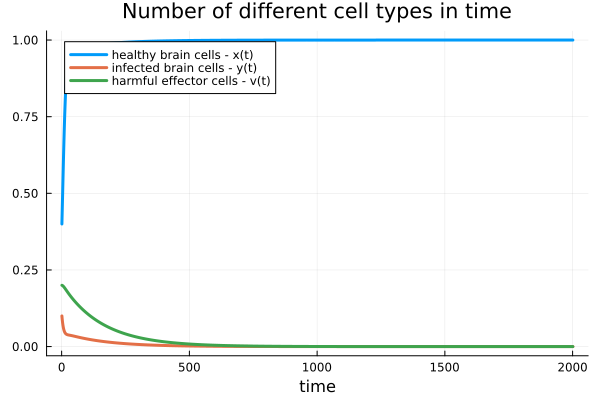 Number of different cell types in time
1.00
healthy brain cells - x(t)
infected brain cells - y(t)
harmful effector cells - v(t)
0.75
0.50
0.25
0.00
0 500 1000 1500 2000
time